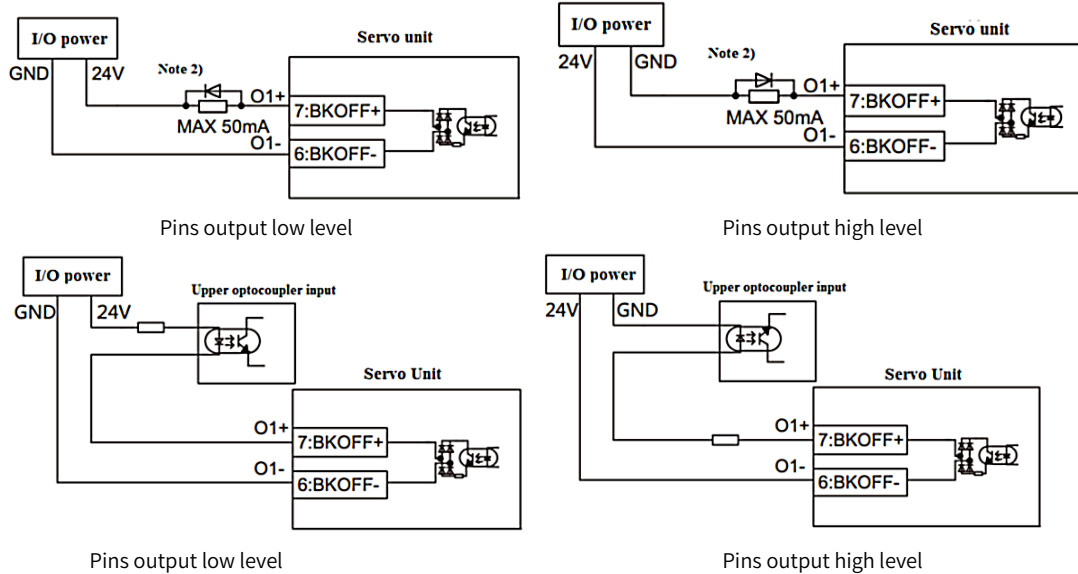 I/O power
Servo unit
GND
24V
Note 2)
O1+
7:BKOFF+
MAX 50mA
O1-
6:BKOFF-
Pins output low level
I/O power
Servo unit
24V
GND
Note 2)
O1+
7:BKOFF+
MAX 50mA
O1-
6:BKOFF-
Pins output high level
I/O power
Upper optocoupler input
GND
24V
Servo Unit
O1+
7:BKOFF+
O1-
6:BKOFF-
Pins output low level
I/O power
Upper optocoupler input
24V
GND
Servo Unit
O1+
7:BKOFF+
O1-
6:BKOFF-
Pins output high level